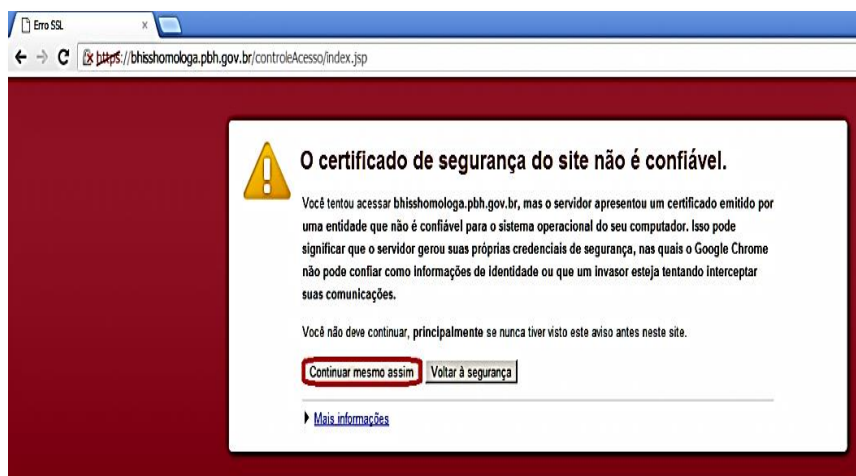 Erro SSL
https://bhisshomologa.pbh.gov.br/controleAcesso/index.jsp
O certificado de segurança do site não é confiável.
Você tentou acessar bhisshomologa.pbh.gov.br, mas o servidor apresentou um certificado emitido por
uma entidade que não é confiável para o sistema operacional do seu computador. Isso pode
significar que o servidor gerou suas próprias credenciais de segurança, nas quais o Google Chrome
não pode confiar como informações de identidade ou que um invasor esteja tentando interceptar
suas comunicações.
Você não deve continuar, principalmente se nunca tiver visto este aviso antes neste site.
Continuar mesmo assim Voltar à segurança
Mais informações